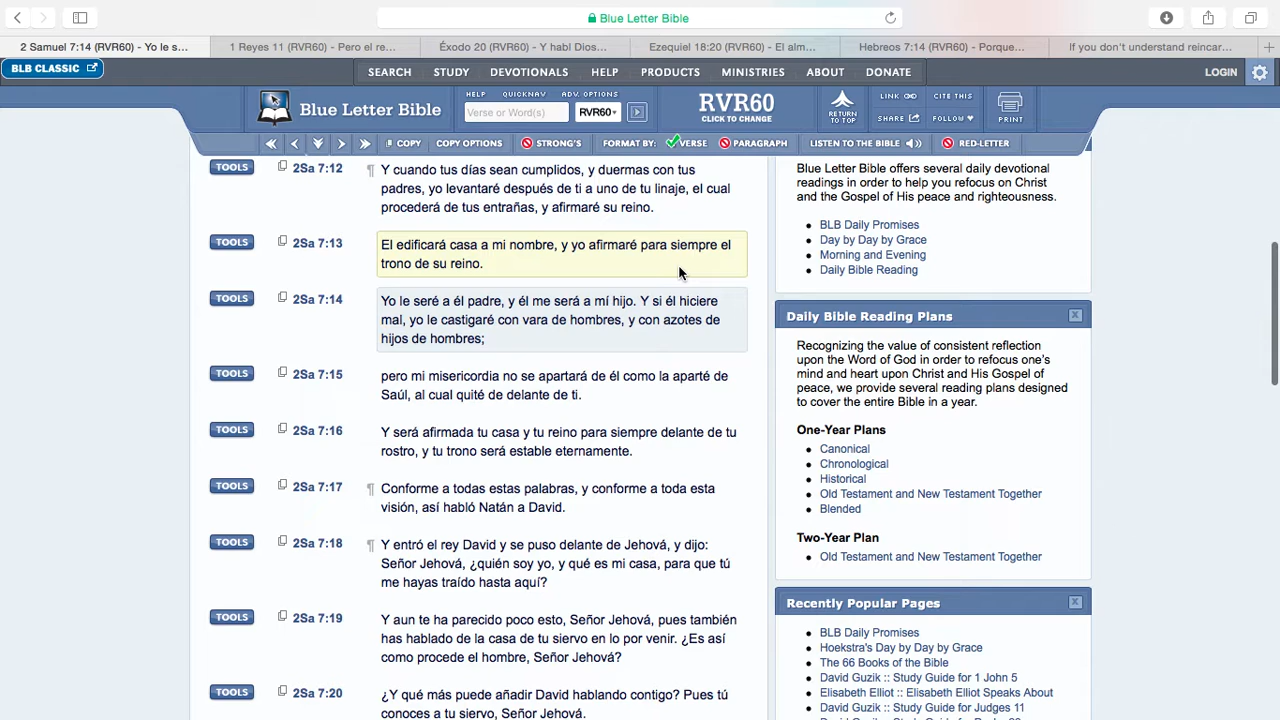 Blue Letter Bible
2 Samuel 7:14 (RVR60) - Yo le s...
1 Reyes 11 (RVR60) - Pero el re...
Éxodo 20 (RVR60) - Y habl Dios...
Ezequiel 18:20 (RVR60) - El alm...
Hebreos 7:14 (RVR60) - Porque...
If you don't understand reincar...
BLB CLASSIC
SEARCH STUDY DEVOTIONALS HELP PRODUCTS MINISTRIES ABOUT DONATE
LOGIN
Blue Letter Bible
HELP QUICKNAV ADV. OPTIONS
Verse or Word(s)
RVR60
RVR60
CLICK TO CHANGE
RETURN
TO TOP
LINK
CITE THIS
SHARE
FOLLOW
PRINT
COPY COPY OPTIONS STRONG'S FORMAT BY: VERSE PARAGRAPH LISTEN TO THE BIBLE RED-LETTER
TOOLS 2Sa 7:12 ¶ Y cuando tus días sean cumplidos, y duermas con tus
padres, yo levantaré después de ti a uno de tu linaje, el cual
procederá de tus entrañas, y afirmaré su reino.
TOOLS 2Sa 7:13 El edificará casa a mi nombre, y yo afirmaré para siempre el
trono de su reino.
TOOLS 2Sa 7:14 Yo le seré a él padre, y él me será a mí hijo. Y si él hiciere
mal, yo le castigaré con vara de hombres, y con azotes de
hijos de hombres;
TOOLS 2Sa 7:15 pero mi misericordia no se apartará de él como la aparté de
Saúl, al cual quité de delante de ti.
TOOLS 2Sa 7:16 Y será afirmada tu casa y tu reino para siempre delante de tu
rostro, y tu trono será estable eternamente.
TOOLS 2Sa 7:17 ¶ Conforme a todas estas palabras, y conforme a toda esta
visión, así habló Natán a David.
TOOLS 2Sa 7:18 ¶ Y entró el rey David y se puso delante de Jehová, y dijo:
Señor Jehová, ¿quién soy yo, y qué es mi casa, para que tú
me hayas traído hasta aquí?
TOOLS 2Sa 7:19 Y aun te ha parecido poco esto, Señor Jehová, pues también
has hablado de la casa de tu siervo en lo por venir. ¿Es así
como procede el hombre, Señor Jehová?
TOOLS 2Sa 7:20 ¿Y qué más puede añadir David hablando contigo? Pues tú
conoces a tu siervo, Señor Jehová.
Blue Letter Bible offers several daily devotional
readings in order to help you refocus on Christ
and the Gospel of His peace and righteousness.
BLB Daily Promises
Day by Day by Grace
Morning and Evening
Daily Bible Reading
Daily Bible Reading Plans
Recognizing the value of consistent reflection
upon the Word of God in order to refocus one's
mind and heart upon Christ and His Gospel of
peace, we provide several reading plans designed
to cover the entire Bible in a year.
One-Year Plans
Canonical
Chronological
Historical
Old Testament and New Testament Together
Blended
Two-Year Plan
Old Testament and New Testament Together
Recently Popular Pages
BLB Daily Promises
Hoekstra's Day by Day by Grace
The 66 Books of the Bible
David Guzik :: Study Guide for 1 John 5
Elisabeth Elliot :: Elisabeth Elliot Speaks About
David Guzik :: Study Guide for Judges 11